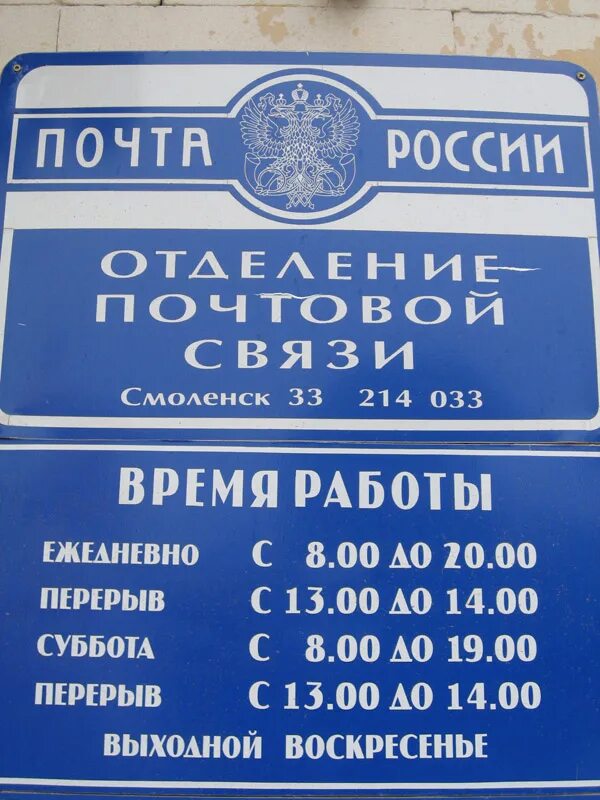 ПОЧТА РОССИИ
ОТДЕЛЕНИЕ
ПОЧТОВОЙ
СВЯЗИ
Смоленск 33 214 033
ВРЕМЯ РАБОТЫ
ЕЖЕДНЕВНО С 8.00 ДО 20.00
ПЕРЕРЫВ С 13.00 ДО 14.00
СУББОТА С 8.00 ДО 19.00
ПЕРЕРЫВ С 13.00 ДО 14.00
ВЫХОДНОЙ ВОСКРЕСЕНЬЕ